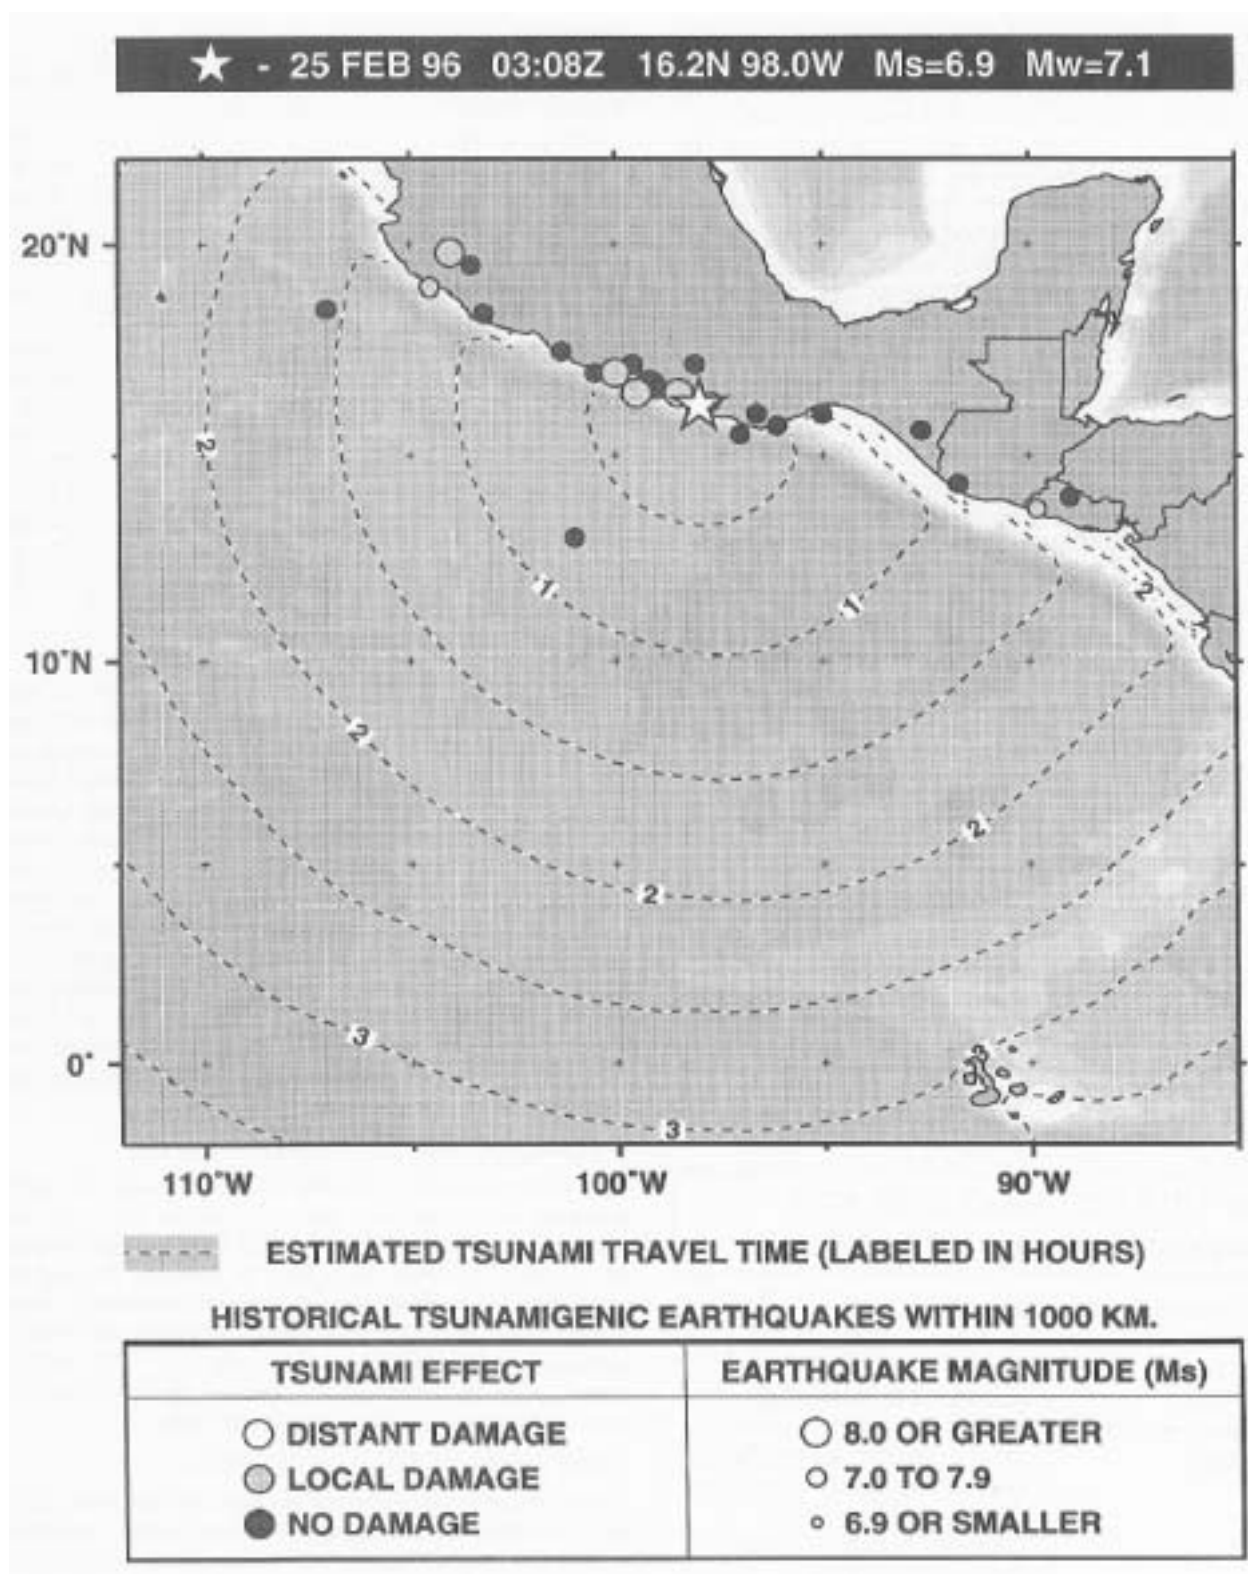 ☆ - 25 FEB 96 03:08Z 16.2N 98.0W Ms=6.9 Mw=7.1
20°N
10°N
0°
2
1
1
2
2
2
2
3
3
110°W 100°W 90°W
ESTIMATED TSUNAMI TRAVEL TIME (LABELED IN HOURS)
HISTORICAL TSUNAMIGENIC EARTHQUAKES WITHIN 1000 KM.
TSUNAMI EFFECT
DISTANT DAMAGE
LOCAL DAMAGE
NO DAMAGE
EARTHQUAKE MAGNITUDE (Ms)
8.0 OR GREATER
7.0 TO 7.9
6.9 OR SMALLER